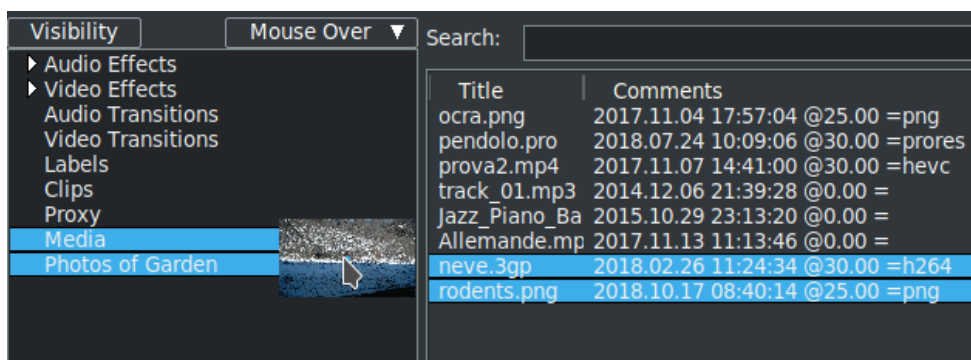 Visibility
Mouse Over ▼
Audio Effects
Video Effects
Audio Transitions
Video Transitions
Labels
Clips
Proxy
Media
Photos of Garden
Search:
Title Comments
ocra.png 2017.11.04 17:57:04 @25.00 =png
pendolo.pro 2018.07.24 10:09:06 @30.00 =prores
prova2.mp4 2017.11.07 14:41:00 @30.00 =hevc
track_01.mp3 2014.12.06 21:39:28 @0.00 =
Jazz_Piano_Ba 2015.10.29 23:13:20 @0.00 =
Allemande.mp 2017.11.13 11:13:46 @0.00 =
neve.3gp 2018.02.26 11:24:34 @30.00 =h264
rodents.png 2018.10.17 08:40:14 @25.00 =png